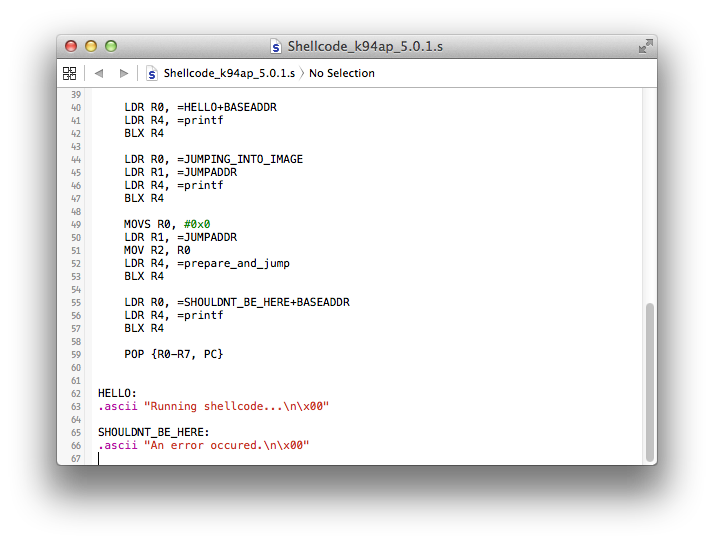 Shellcode_k94ap_5.0.1.s
Shellcode_k94ap_5.0.1.s 〉 No Selection
39
40 LDR R0, =HELLO+BASEADDR
41 LDR R4, =printf
42 BLX R4
43
44 LDR R0, =JUMPING_INTO_IMAGE
45 LDR R1, =JUMPADDR
46 LDR R4, =printf
47 BLX R4
48
49 MOVS R0, #0x0
50 LDR R1, =JUMPADDR
51 MOV R2, R0
52 LDR R4, =prepare_and_jump
53 BLX R4
54
55 LDR R0, =SHOULDNT_BE_HERE+BASEADDR
56 LDR R4, =printf
57 BLX R4
58
59 POP {R0-R7, PC}
60
61
62 HELLO:
63 .ascii "Running shellcode...\n\x00"
64
65 SHOULDNT_BE_HERE:
66 .ascii "An error occured.\n\x00"
67